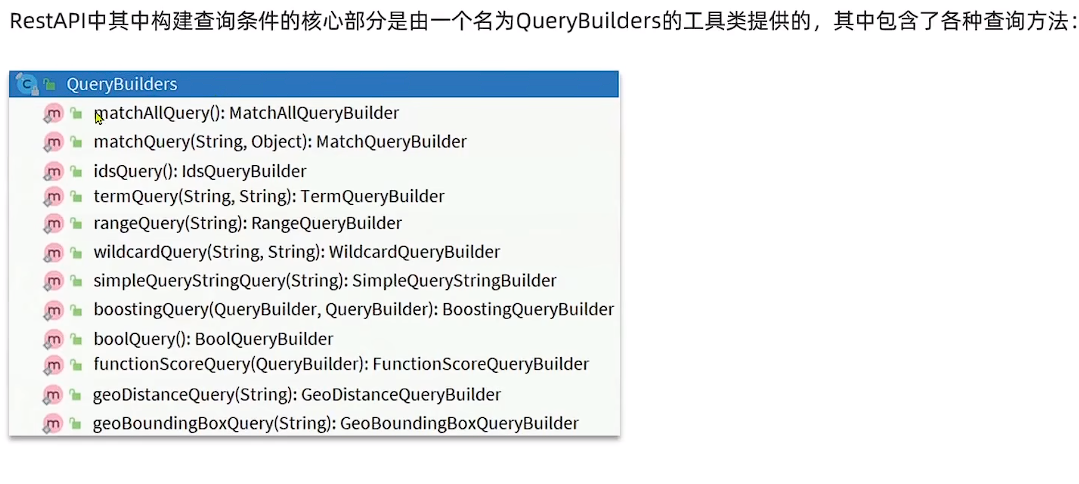 RestAPI中其中构建查询条件的核心部分是由一个名为QueryBuilders的工具类提供的，其中包含了各种查询方法：
QueryBuilders
matchAllQuery(): MatchAllQueryBuilder
matchQuery(String, Object): MatchQueryBuilder
idsQuery(): IdsQueryBuilder
termQuery(String, String): TermQueryBuilder
rangeQuery(String): RangeQueryBuilder
wildcardQuery(String, String): WildcardQueryBuilder
simpleQueryStringQuery(String): SimpleQueryStringBuilder
boostingQuery(QueryBuilder, QueryBuilder): BoostingQueryBuilder
boolQuery(): BoolQueryBuilder
functionScoreQuery(QueryBuilder): FunctionScoreQueryBuilder
geoDistanceQuery(String): GeoDistanceQueryBuilder
geoBoundingBoxQuery(String): GeoBoundingBoxQueryBuilder